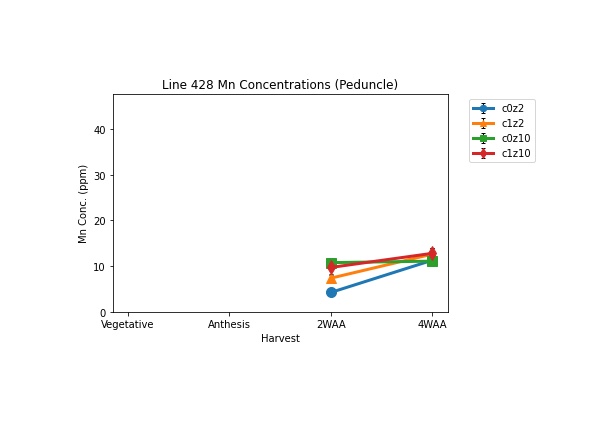 Line 428 Mn Concentrations (Peduncle)
c0z2
c1z2
c0z10
c1z10
40
30
20
10
0
Mn Conc. (ppm)
Vegetative Anthesis 2WAA 4WAA
Harvest